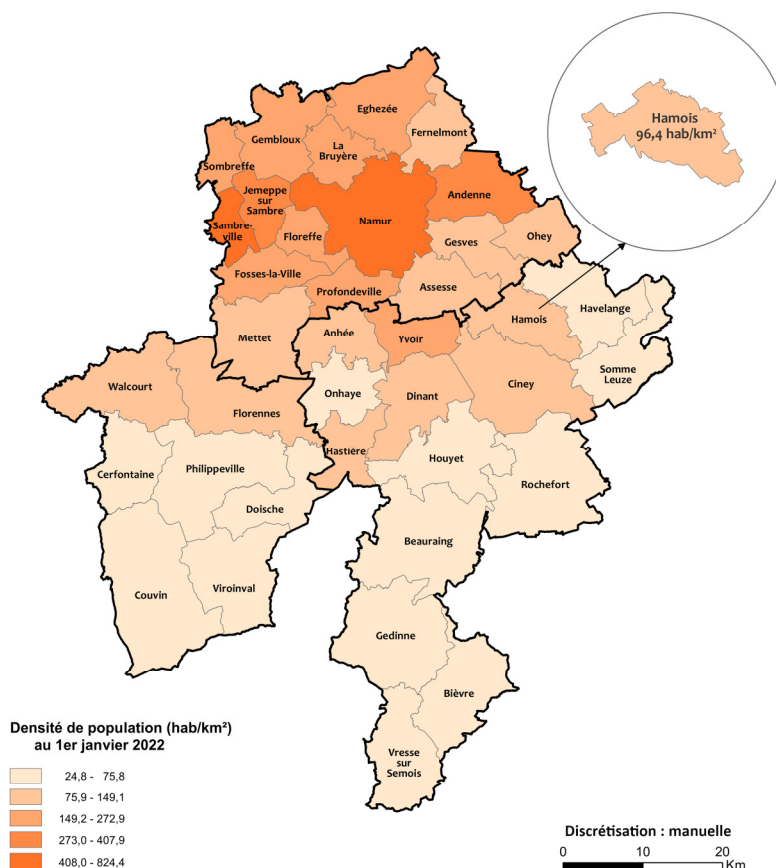 Hamois
96,4 hab/km²
Eghezée
Fernelmont
Gembloux
La
Bruyère
Sombreffe
Jemeppe
sur
Sambre
Andenne
Namur
Sambre-
ville
Floreffe
Gesves
Ohey
Fosses-la-Ville
Profondeville
Assesse
Havelange
Hamois
Mettet
Anhée
Yvoir
Somme
Leuze
Walcourt
Onhaye
Dinant
Ciney
Florennes
Hastière
Houyet
Cerfontaine
Philippeville
Rochefort
Doische
Beauraing
Couvin
Viroinval
Gedinne
Bièvre
Vresse
sur
Semois
Densité de population (hab/km²)
au 1er janvier 2022
24,8 - 75,8
75,9 - 149,1
149,2 - 272,9
273,0 - 407,9
408,0 - 824,4
Discrétisation : manuelle
0 10 20
Km